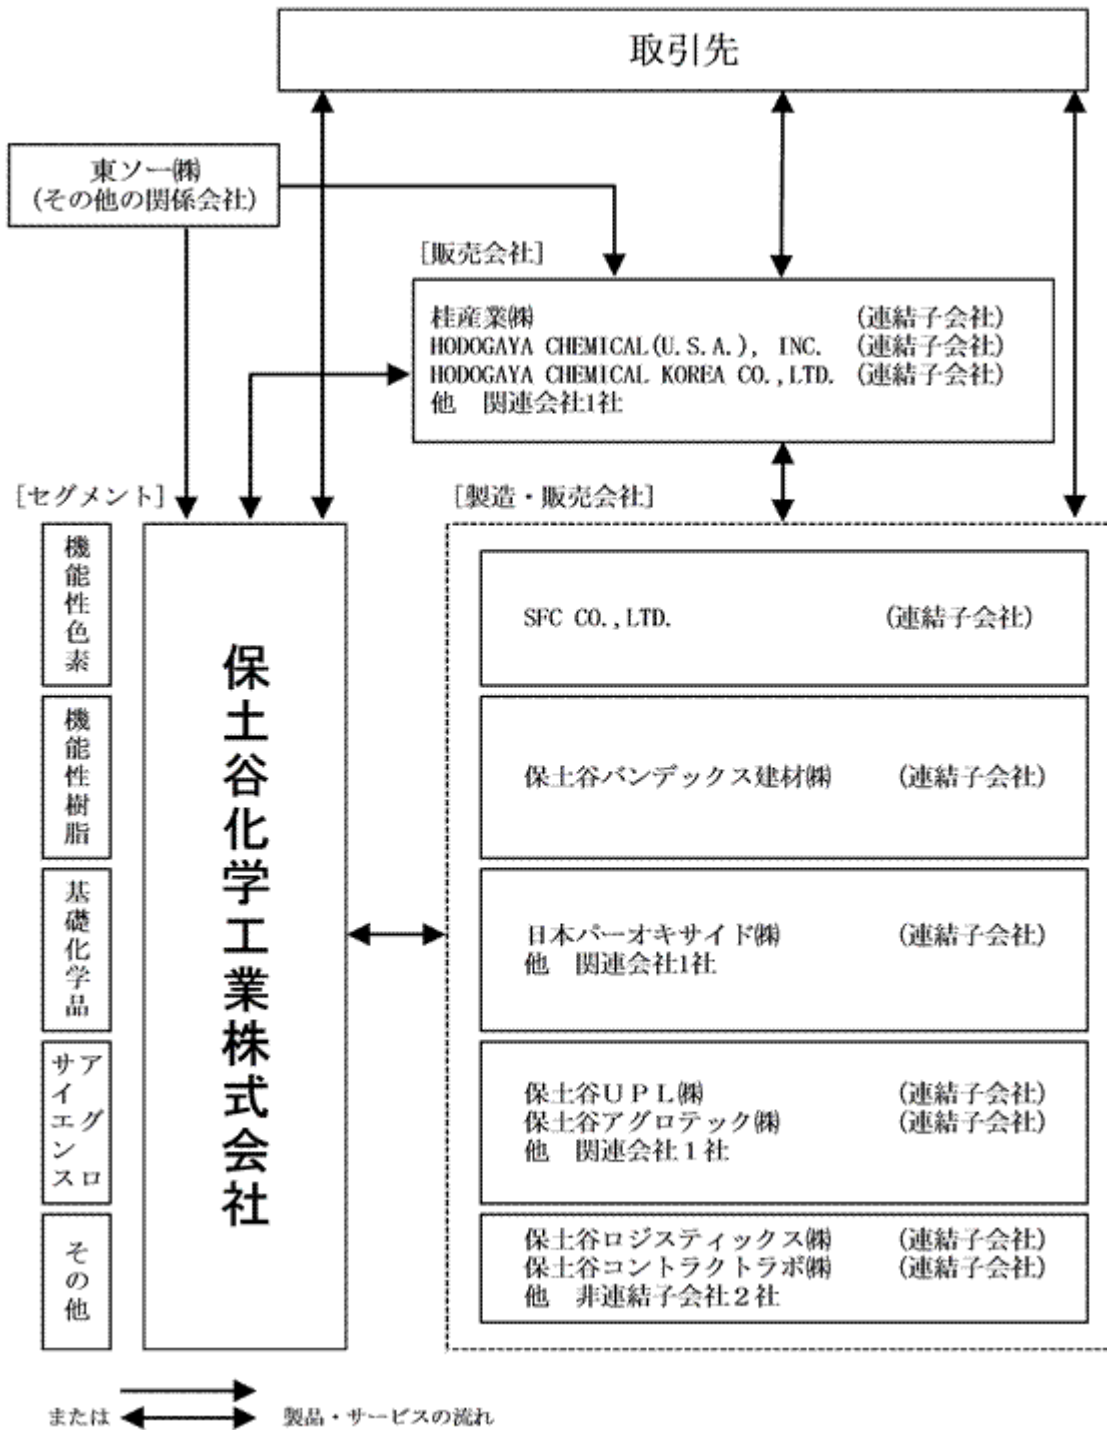 取引先
東ソー㈱
(その他の関係会社)
[販売会社]
桂産業㈱ (連結子会社)
HODOGAYA CHEMICAL(U.S.A.), INC. (連結子会社)
HODOGAYA CHEMICAL KOREA CO.,LTD. (連結子会社)
他 関連会社1社
[セグメント]
[製造・販売会社]
機能性色素
機能性樹脂
基礎化学品
アグロサイエンス
その他
保土谷化学工業株式会社
SFC CO.,LTD. (連結子会社)
保土谷バンデックス建材㈱ (連結子会社)
日本パーオキサイド㈱ (連結子会社)
他 関連会社1社
保土谷UPL㈱ (連結子会社)
保土谷アグロテック㈱ (連結子会社)
他 関連会社1社
保土谷ロジスティックス㈱ (連結子会社)
保土谷コントラクトラボ㈱ (連結子会社)
他 非連結子会社2社
または 製品・サービスの流れ